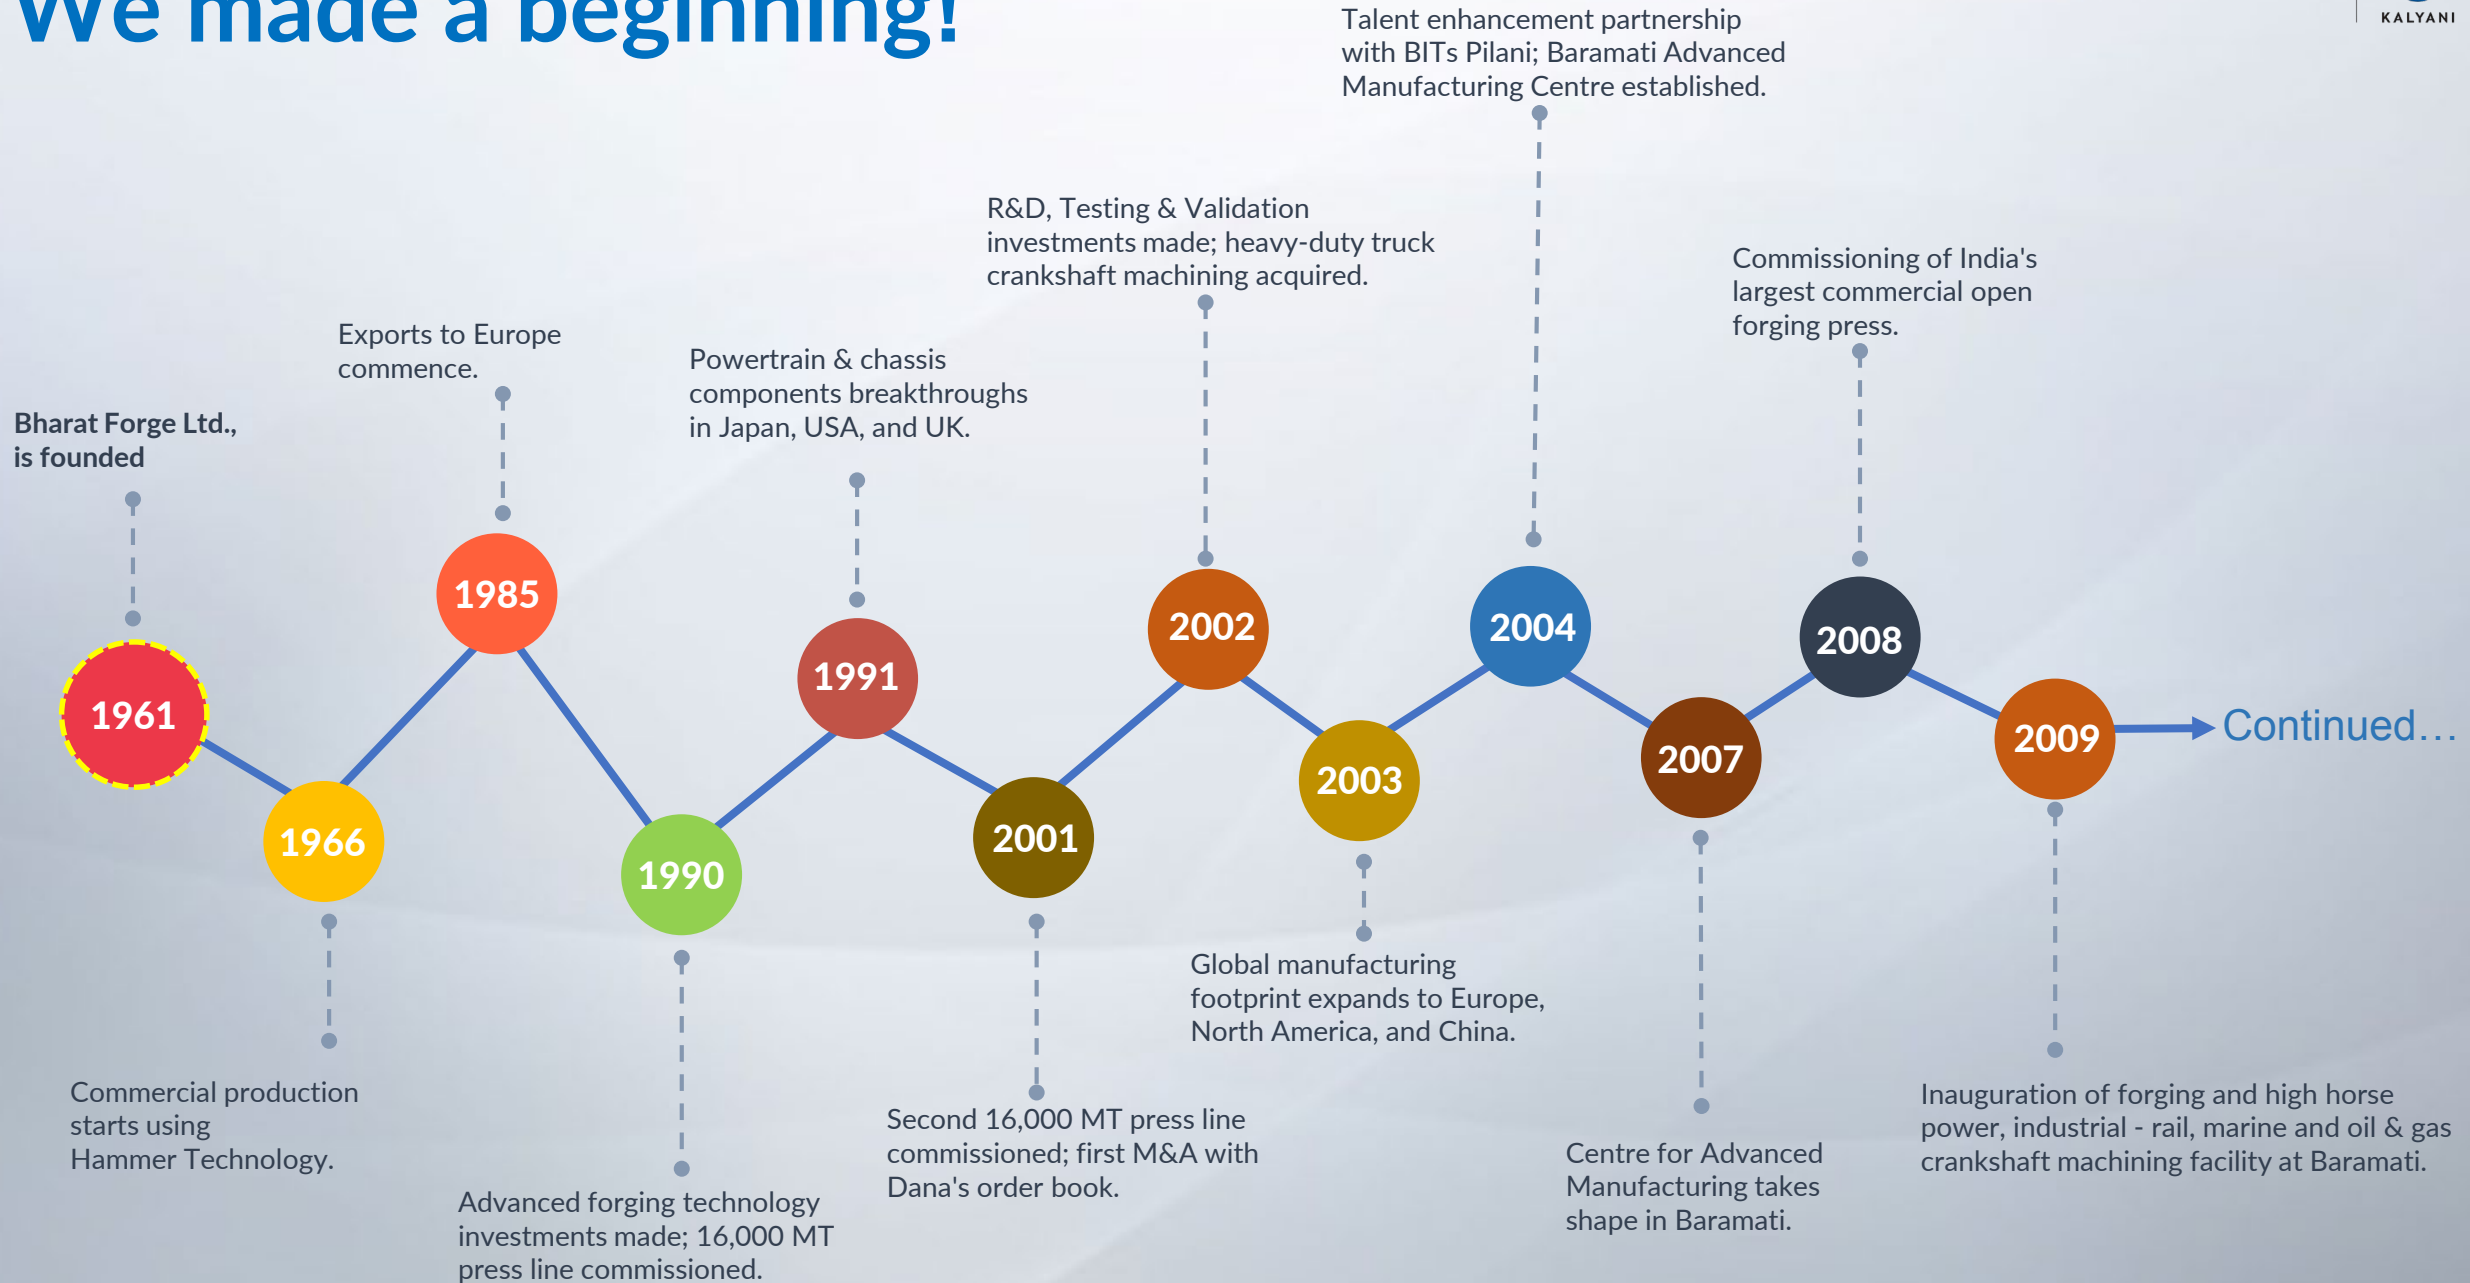 We made a beginning!
KALYANI
Talent enhancement partnership
with BITs Pilani; Baramati Advanced
Manufacturing Centre established.
R&D, Testing & Validation
investments made; heavy-duty truck
crankshaft machining acquired.
Commissioning of India's
largest commercial open
forging press.
Exports to Europe
commence.
Powertrain & chassis
components breakthroughs
in Japan, USA, and UK.
Bharat Forge Ltd.,
is founded
1961
1966
1985
1990
1991
2001
2002
2003
2004
2007
2008
2009
Continued...
Commercial production
starts using
Hammer Technology.
Advanced forging technology
investments made; 16,000 MT
press line commissioned.
Second 16,000 MT press line
commissioned; first M&A with
Dana's order book.
Global manufacturing
footprint expands to Europe,
North America, and China.
Centre for Advanced
Manufacturing takes
shape in Baramati.
Inauguration of forging and high horse
power, industrial - rail, marine and oil & gas
crankshaft machining facility at Baramati.